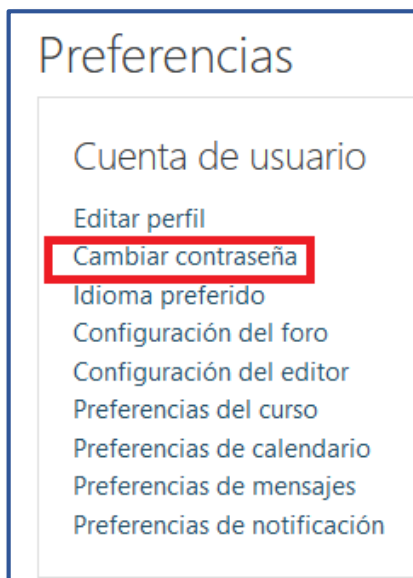 Preferencias
Cuenta de usuario
Editar perfil
Cambiar contraseña
Idioma preferido
Configuración del foro
Configuración del editor
Preferencias del curso
Preferencias de calendario
Preferencias de mensajes
Preferencias de notificación